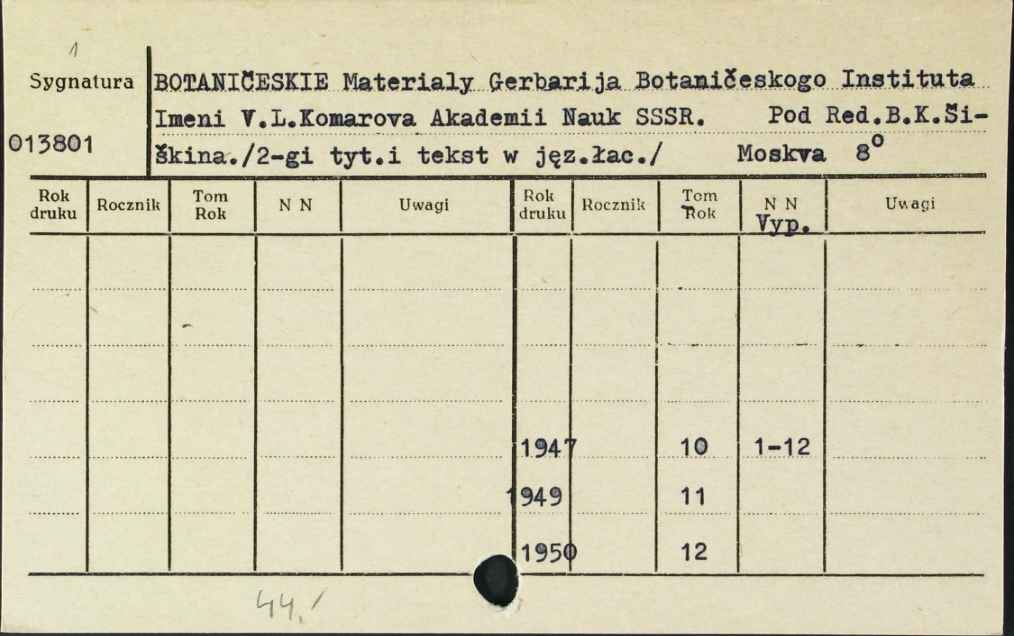 1
Sygnatura BOTANIČESKIE Materialy Gerbarija Botaničeskogo Instituta
Imeni V.L.Komarova Akademii Nauk SSSR. Pod Red.B.K.Ši-
013801 škina./2-gi tyt.i tekst w jęz.łac./ Moskva 8°
Rok druku Rocznik Tom Rok N N Uwagi Rok druku Rocznik Tom Rok N N Uwagi
Vyp.
1947 10 1-12
1949 11
1950 12
44.